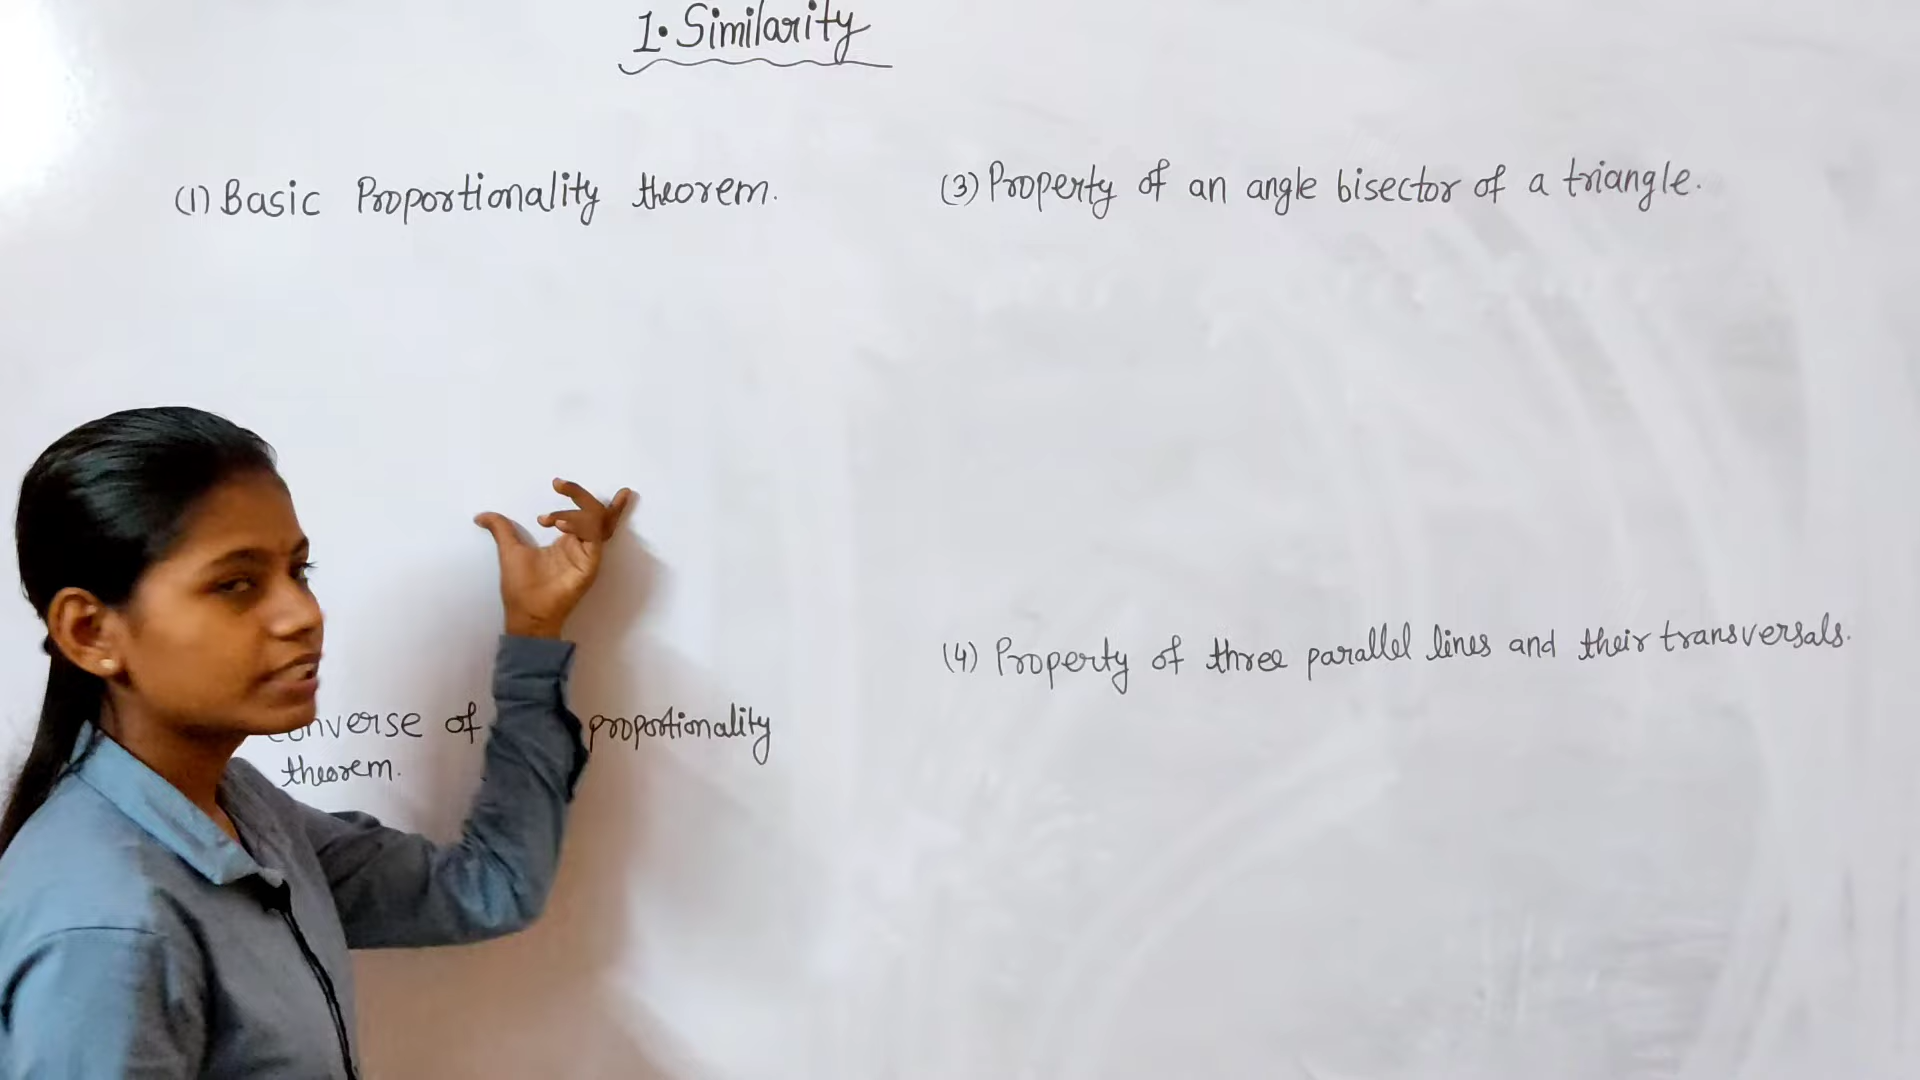 1. Similarity
(1) Basic Proportionality theorem.
converse of proportionality
theorem.
(3) Property of an angle bisector of a triangle.
(4) Property of three parallel lines and their transversals.